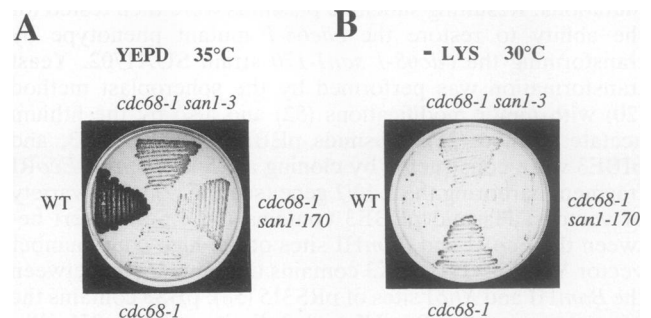 A
YEPD 35°C
cdc68-1 san1-3
WT
cdc68-1
san1-170
cdc68-1
B
- LYS 30°C
cdc68-1 san1-3
WT
cdc68-1
san1-170
cdc68-1